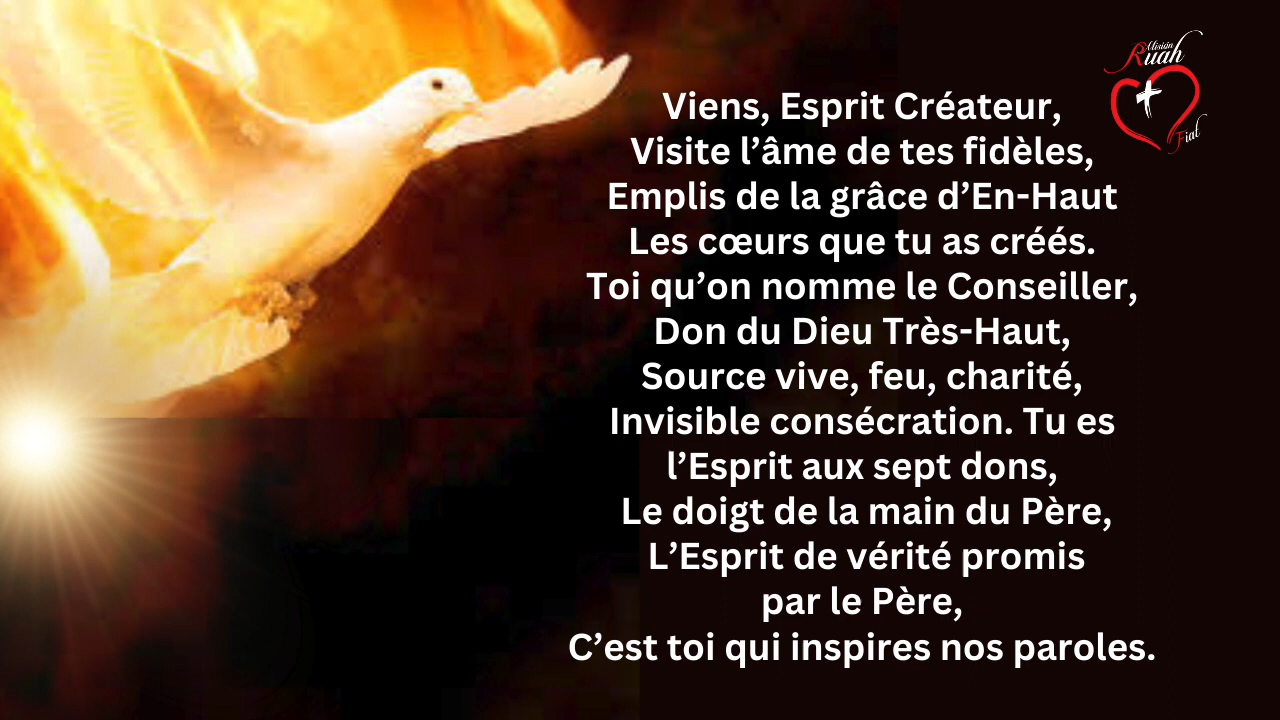 Misión
Ruah
Fiat
Viens, Esprit Créateur,
Visite l’âme de tes fidèles,
Emplis de la grâce d’En-Haut
Les cœurs que tu as créés.
Toi qu’on nomme le Conseiller,
Don du Dieu Très-Haut,
Source vive, feu, charité,
Invisible consécration. Tu es
l’Esprit aux sept dons,
Le doigt de la main du Père,
L’Esprit de vérité promis
par le Père,
C’est toi qui inspires nos paroles.